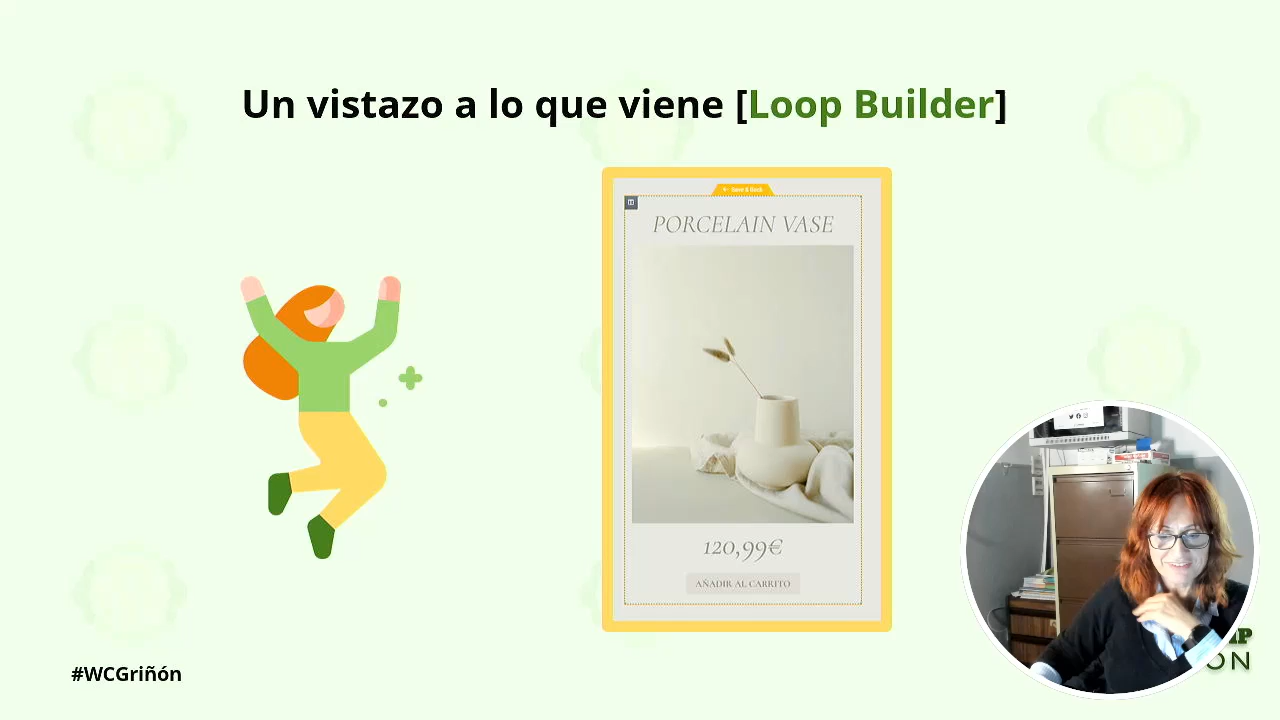 Un vistazo a lo que viene [Loop Builder]
Save & Back
PORCELAIN VASE
120,99€
AÑADIR AL CARRITO
#WCGriñón